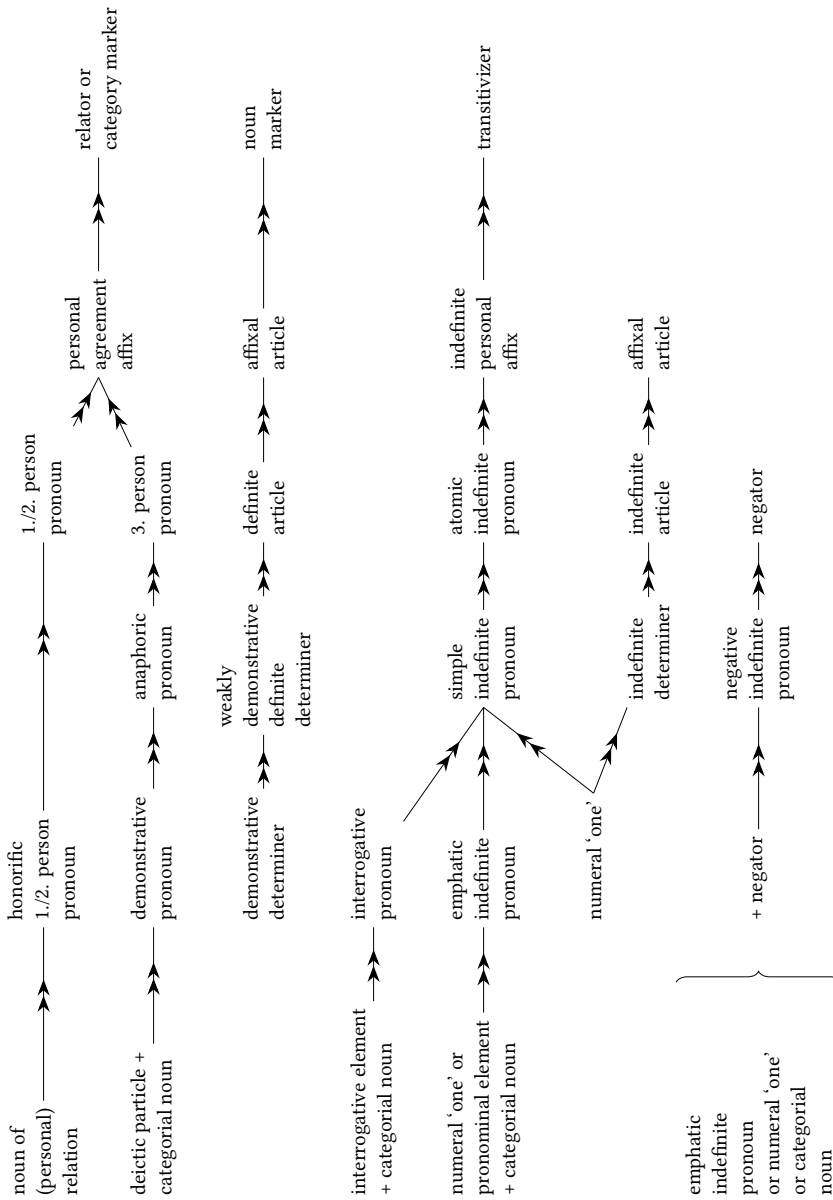 noun of
(personal)
relation
honorific
1./2. person
pronoun
1./2. person
pronoun
deictic particle +
categorial noun
demonstrative
pronoun
anaphoric
pronoun
3. person
pronoun
personal
agreement
affix
relator or
category marker
demonstrative
determiner
weakly
demonstrative
definite
determiner
definite
article
affixal
article
noun
marker
interrogative element
+ categorial noun
interrogative
pronoun
numeral ‘one’ or
pronominal element
+ categorial noun
emphatic
indefinite
pronoun
simple
indefinite
pronoun
atomic
indefinite
pronoun
indefinite
personal
affix
transitivizer
numeral ‘one’
indefinite
determiner
indefinite
article
affixal
article
emphatic
indefinite
pronoun
or numeral ‘one’
or categorial
noun
+ negator
negative
indefinite
pronoun
negator